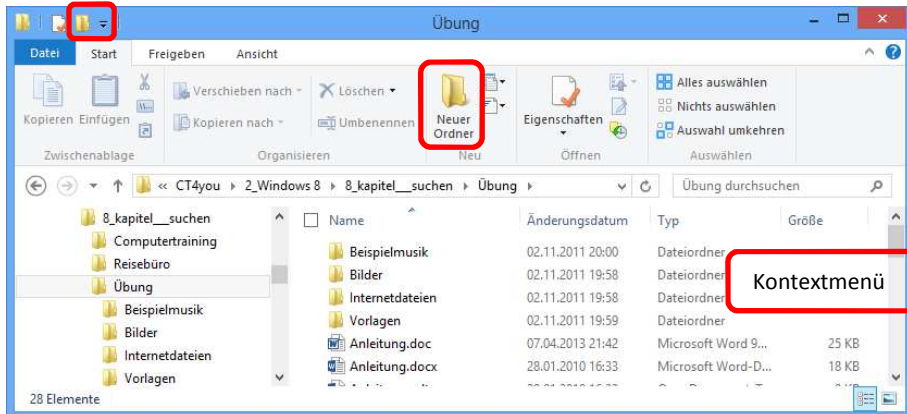 Übung
Datei Start Freigeben Ansicht
Kopieren Einfügen
Verschieben nach
Kopieren nach
Löschen
Umbenennen
Neuer
Ordner
Eigenschaften
Alles auswählen
Nichts auswählen
Auswahl umkehren
Zwischenablage Organisieren Neu Öffnen Auswählen
« CT4you 2_Windows 8 8_kapitel__suchen Übung Übung durchsuchen
8_kapitel__suchen
Computertraining
Reisebüro
Übung
Beispielmusik
Bilder
Internetdateien
Vorlagen
Name Änderungsdatum Typ Größe
Beispielmusik 02.11.2011 20:00 Dateiordner
Bilder 02.11.2011 19:58 Dateiordner
Internetdateien 02.11.2011 19:58 Dateiordner
Vorlagen 02.11.2011 19:59 Dateiordner
Anleitung.doc 07.04.2013 21:42 Microsoft Word 9... 25 KB
Anleitung.docx 28.01.2010 16:33 Microsoft Word-D... 18 KB
Kontextmenü
28 Elemente